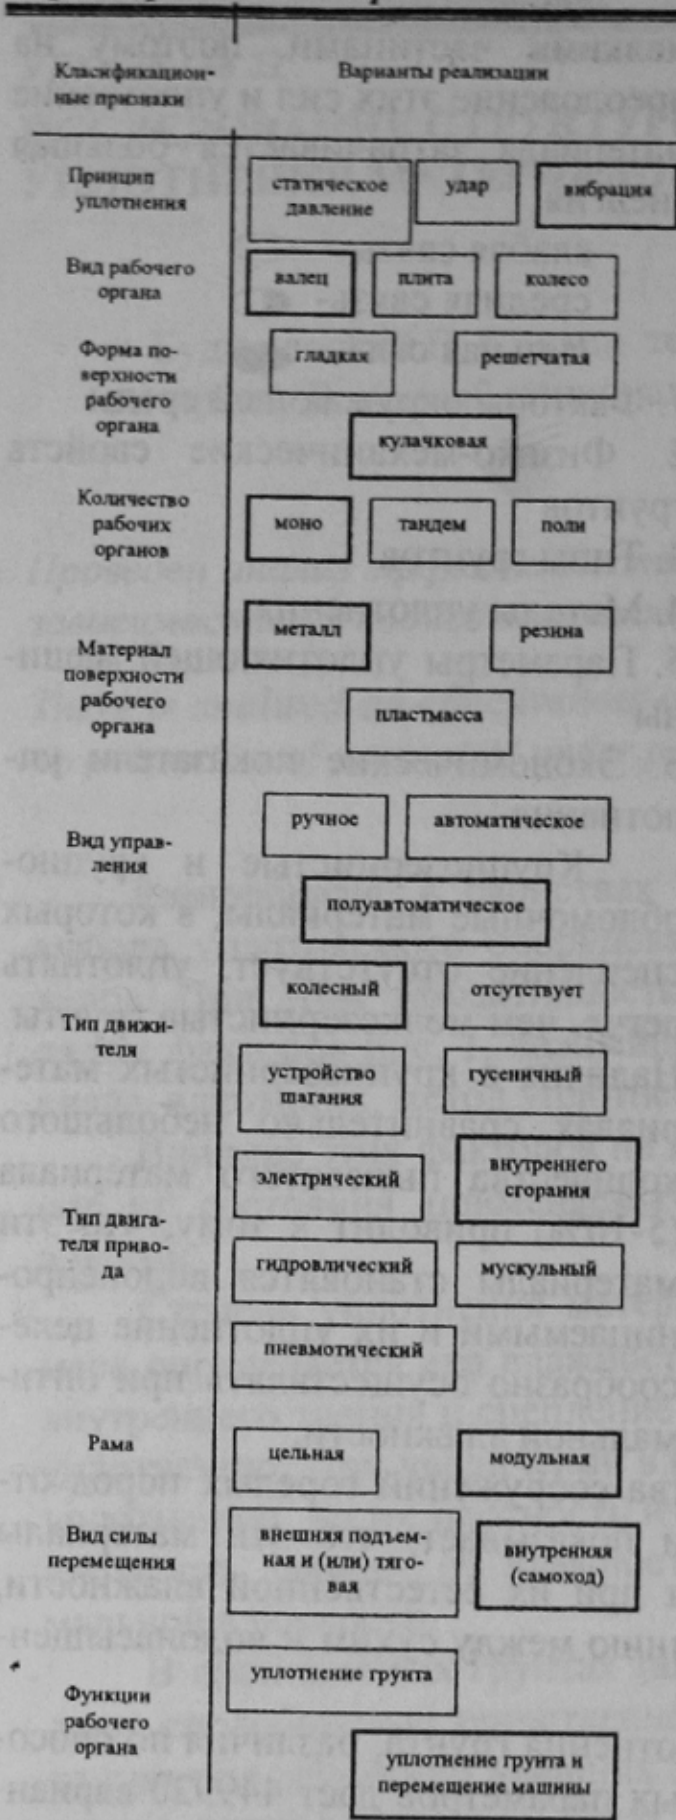 Класификацион-
ные признаки
Варианты реализации
Принцип
уплотнения
статическое
давление
удар
вибрация
Вид рабочего
органа
валец
плита
колесо
Форма по-
верхности
рабочего
органа
гладкая
решетчатая
кулачковая
Количество
рабочих
органов
моно
тандем
поли
Материал
поверхности
рабочего
органа
металл
резина
пластмасса
Вид управ-
ления
ручное
автоматическое
полуавтоматическое
Тип движи-
теля
колесный
отсутствует
устройство
шагания
гусеничный
Тип двига-
теля приво-
да
электрический
внутреннего
сгорания
гидровлический
мускульный
пневмотический
Рама
цельная
модульная
Вид силы
перемещения
внешняя подъем-
ная и (или) тяго-
вая
внутренняя
(самоход)
Функции
рабочего
органа
уплотнение грунта
уплотнение грунта и
перемещение машины